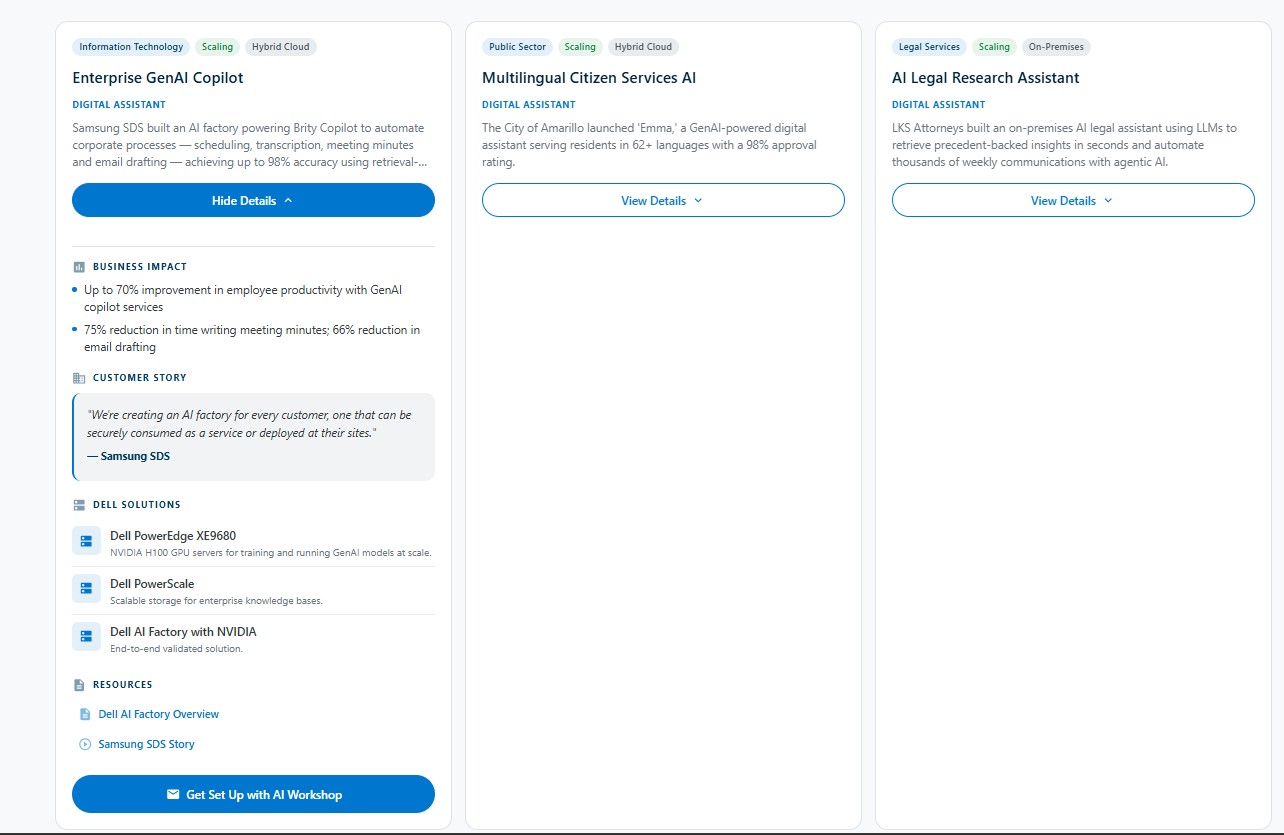 Information Technology Scaling Hybrid Cloud
Enterprise GenAI Copilot
DIGITAL ASSISTANT
Samsung SDS built an AI factory powering Brity Copilot to automate
corporate processes — scheduling, transcription, meeting minutes
and email drafting — achieving up to 98% accuracy using retrieval-...
Hide Details
BUSINESS IMPACT
Up to 70% improvement in employee productivity with GenAI
copilot services
75% reduction in time writing meeting minutes; 66% reduction in
email drafting
CUSTOMER STORY
"We're creating an AI factory for every customer, one that can be
securely consumed as a service or deployed at their sites."
— Samsung SDS
DELL SOLUTIONS
Dell PowerEdge XE9680
NVIDIA H100 GPU servers for training and running GenAI models at scale.
Dell PowerScale
Scalable storage for enterprise knowledge bases.
Dell AI Factory with NVIDIA
End-to-end validated solution.
RESOURCES
Dell AI Factory Overview
Samsung SDS Story
Get Set Up with AI Workshop
Public Sector Scaling Hybrid Cloud
Multilingual Citizen Services AI
DIGITAL ASSISTANT
The City of Amarillo launched 'Emma,' a GenAI-powered digital
assistant serving residents in 62+ languages with a 98% approval
rating.
View Details
Legal Services Scaling On-Premises
AI Legal Research Assistant
DIGITAL ASSISTANT
LKS Attorneys built an on-premises AI legal assistant using LLMs to
retrieve precedent-backed insights in seconds and automate
thousands of weekly communications with agentic AI.
View Details